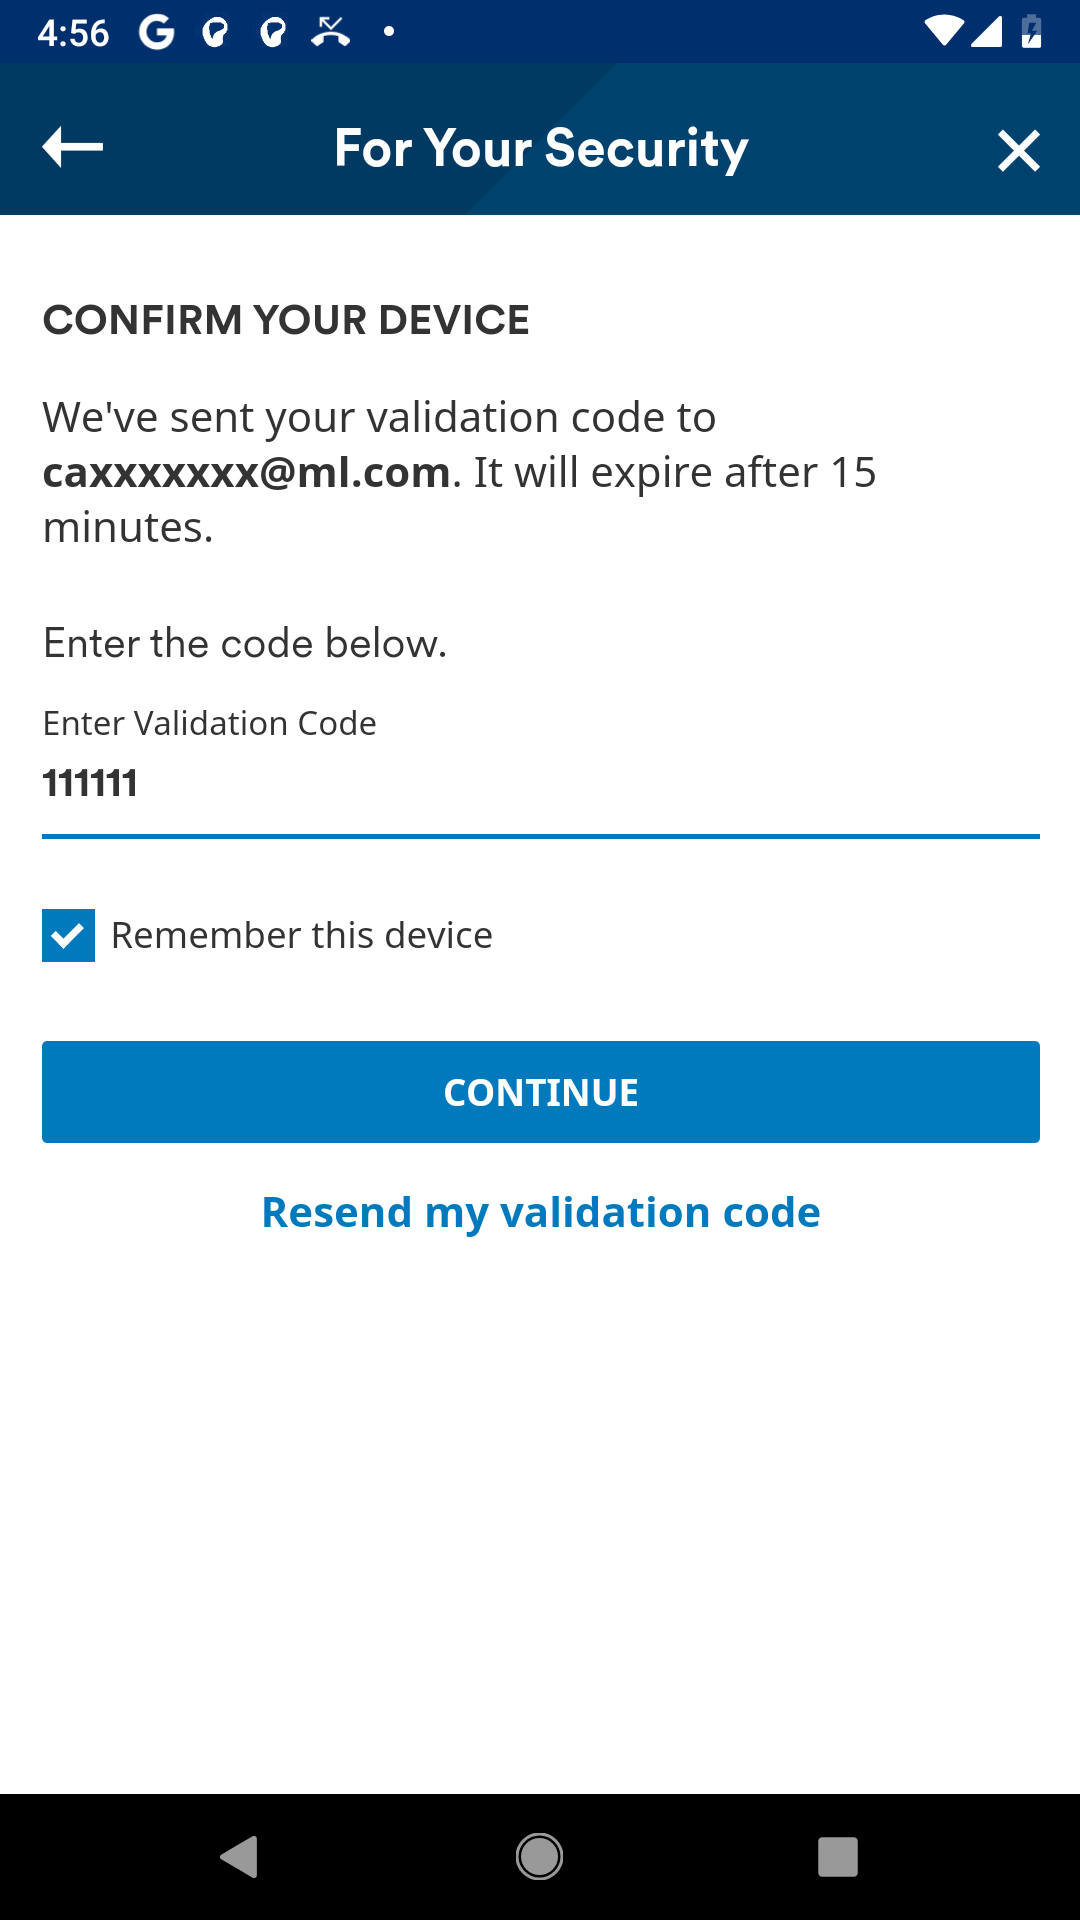 4:56
For Your Security
CONFIRM YOUR DEVICE
We've sent your validation code to
caxxxxxxx@ml.com. It will expire after 15
minutes.
Enter the code below.
Enter Validation Code
111111
Remember this device
CONTINUE
Resend my validation code